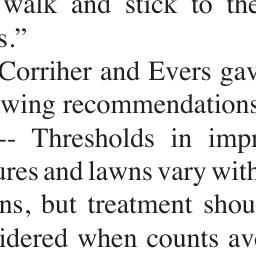 walk and stick to the
s.”
Corriher and Evers gav
wing recommendations
-- Thresholds in impr
ures and lawns vary with
ns, but treatment shou
idered when counts av